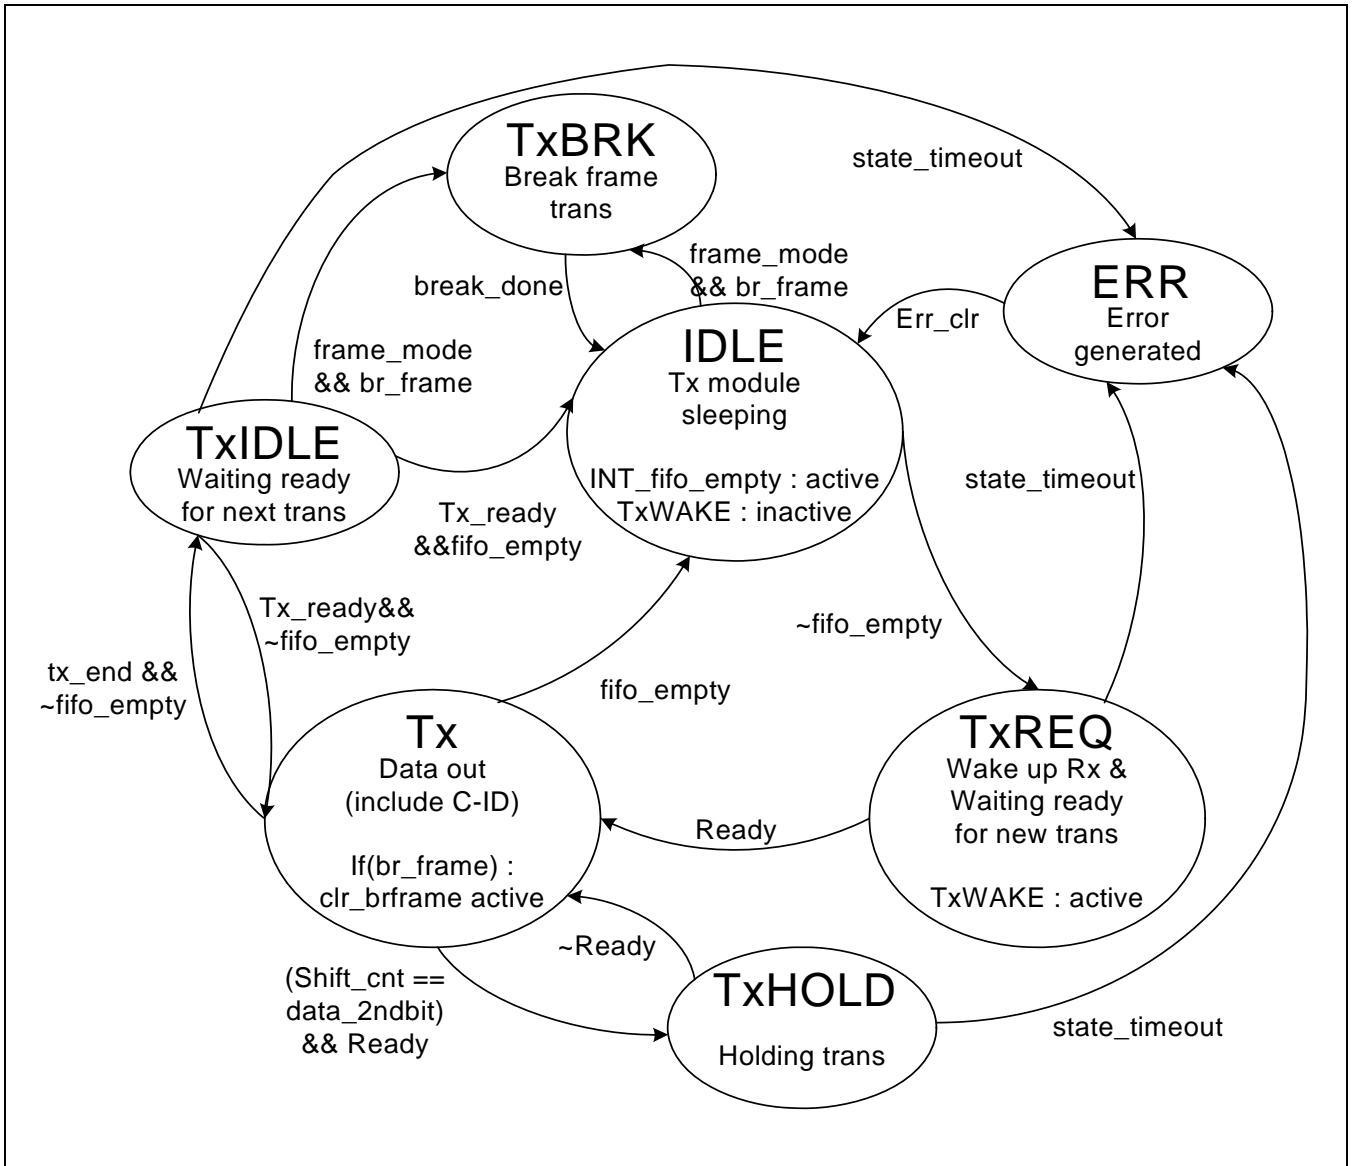 TxBRK
Break frame
trans
state_timeout
frame_mode
&& br_frame
break_done
ERR
Error
generated
Err_clr
IDLE
Tx module
sleeping
INT_fifo_empty : active
TxWAKE : inactive
frame_mode
&& br_frame
TxIDLE
Waiting ready
for next trans
state_timeout
Tx_ready
&&fifo_empty
Tx_ready&&
~fifo_empty
~fifo_empty
tx_end &&
~fifo_empty
fifo_empty
Tx
Data out
(include C-ID)
If(br_frame) :
clr_brframe active
TxREQ
Wake up Rx &
Waiting ready
for new trans
TxWAKE : active
Ready
~Ready
(Shift_cnt ==
data_2ndbit)
&& Ready
TxHOLD
Holding trans
state_timeout